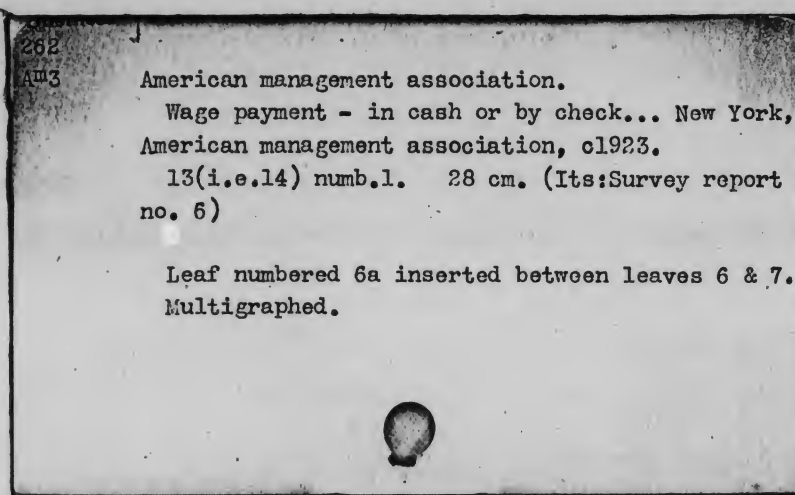 262
Am3
American management association.
Wage payment - in cash or by check... New York,
American management association, c1923.
13(i.e.14) numb.l. 28 cm. (Its:Survey report
no. 6)
Leaf numbered 6a inserted between leaves 6 & 7.
Multigraphed.